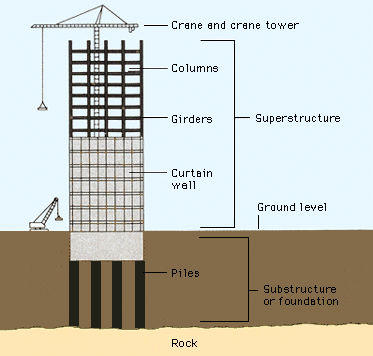 Crane and crane tower
Columns
Girders
Superstructure
Curtain
wall
Ground level
Piles
Substructure
or foundation
Rock